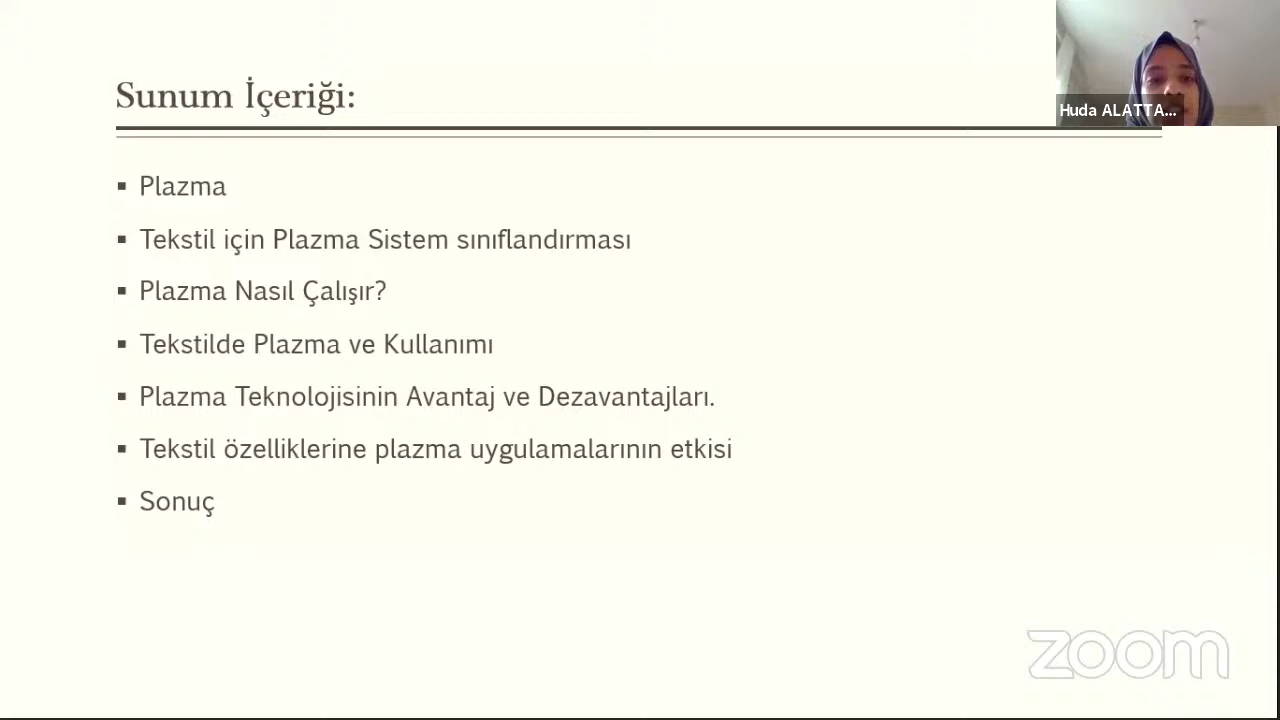 Sunum İçeriği:
Huda ALATTA...
▪ Plazma
▪ Tekstil için Plazma Sistem sınıflandırması
▪ Plazma Nasıl Çalışır?
▪ Tekstilde Plazma ve Kullanımı
▪ Plazma Teknolojisinin Avantaj ve Dezavantajları.
▪ Tekstil özelliklerine plazma uygulamalarının etkisi
▪ Sonuç
zoom